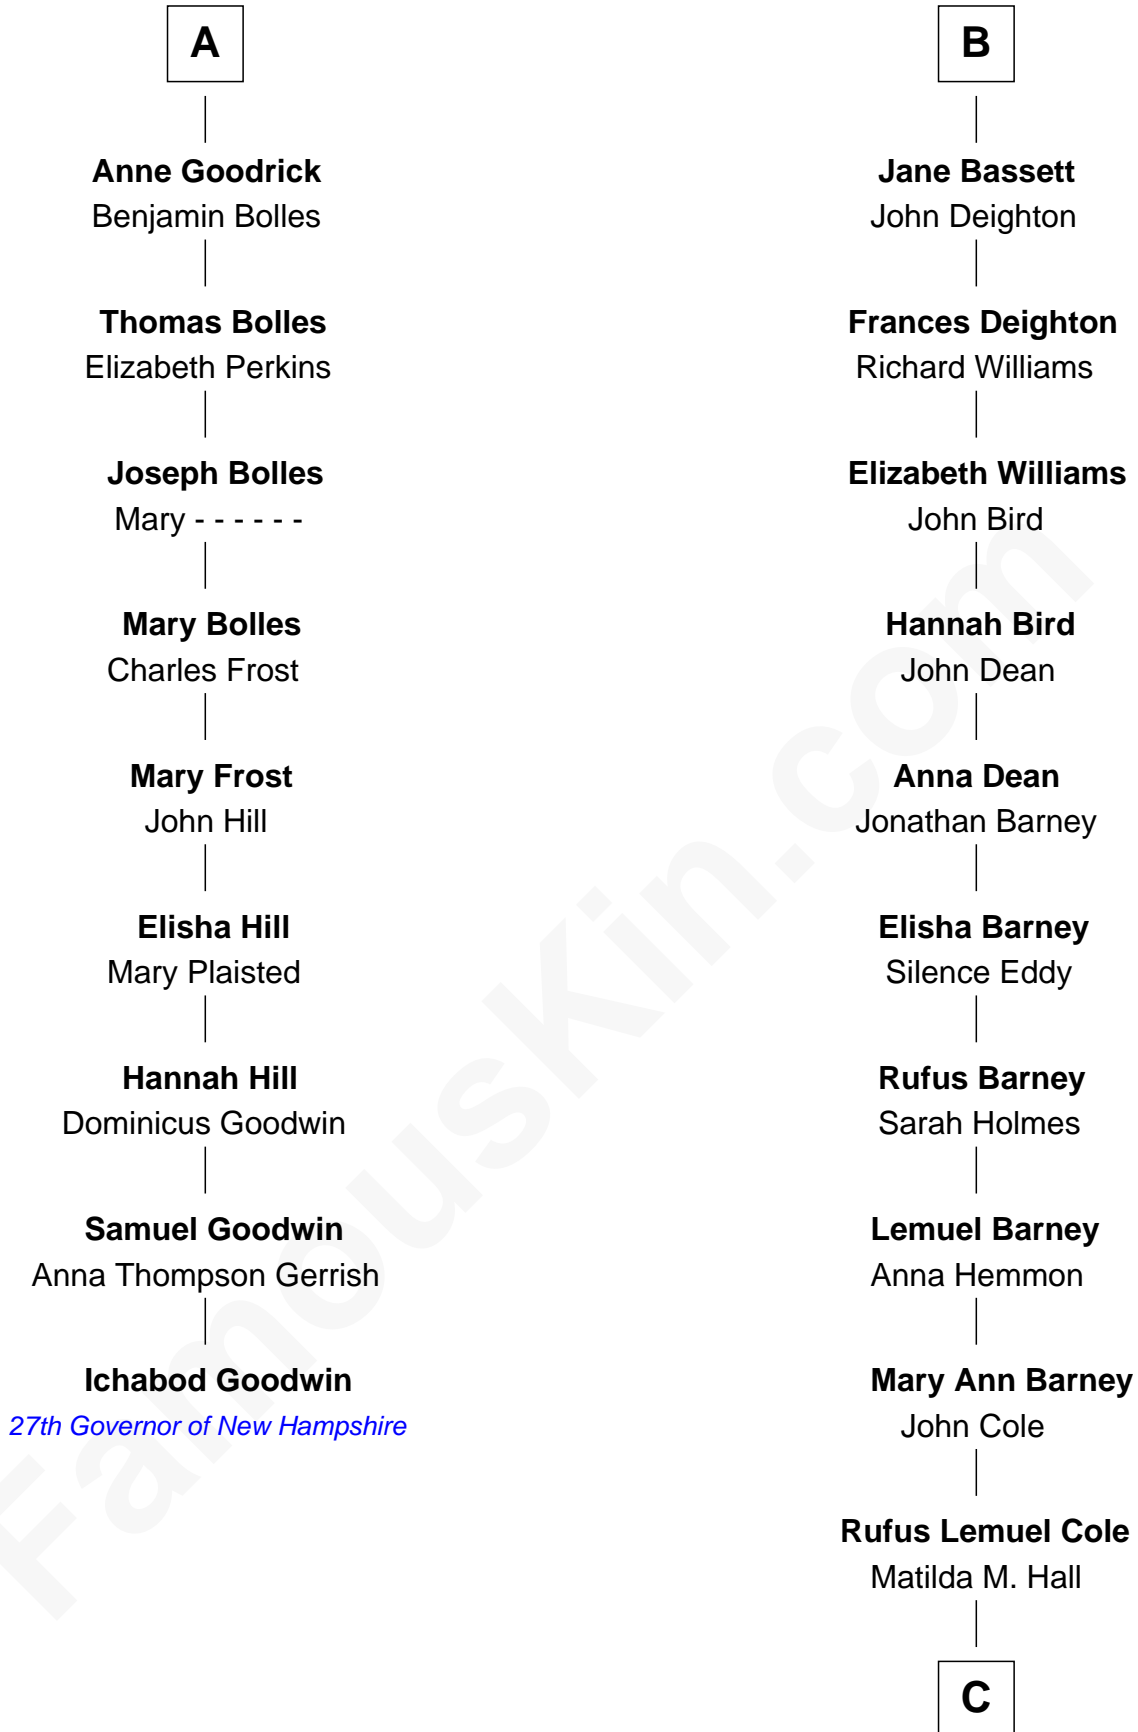 A
Anne Goodrick
Benjamin Bolles
Thomas Bolles
Elizabeth Perkins
Joseph Bolles
Mary - - - - - -
Mary Bolles
Charles Frost
Mary Frost
John Hill
Elisha Hill
Mary Plaisted
Hannah Hill
Dominicus Goodwin
Samuel Goodwin
Anna Thompson Gerrish
Ichabod Goodwin
27th Governor of New Hampshire
B
Jane Bassett
John Deighton
Frances Deighton
Richard Williams
Elizabeth Williams
John Bird
Hannah Bird
John Dean
Anna Dean
Jonathan Barney
Elisha Barney
Silence Eddy
Rufus Barney
Sarah Holmes
Lemuel Barney
Anna Hemmon
Mary Ann Barney
John Cole
Rufus Lemuel Cole
Matilda M. Hall
C
FamousKin.com